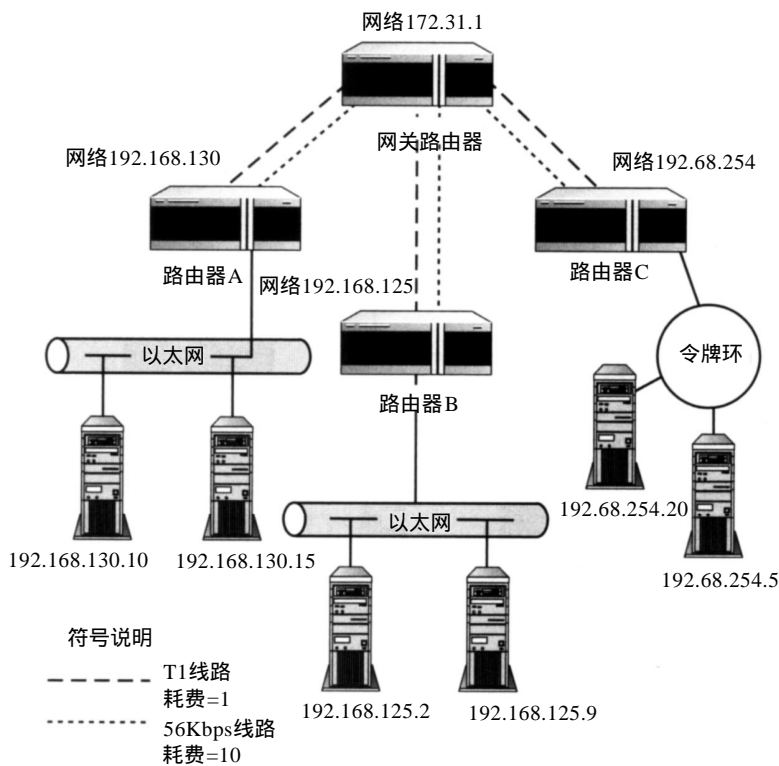 网络172.31.1
网关路由器
网络192.168.130
网络192.68.254
路由器A
网络192.168.125
路由器C
以太网
路由器B
令牌环
192.68.254.20
以太网
192.168.130.10
192.168.130.15
192.68.254.5
符号说明
T1线路
耗费=1
192.168.125.2
192.168.125.9
56Kbps线路
耗费=10